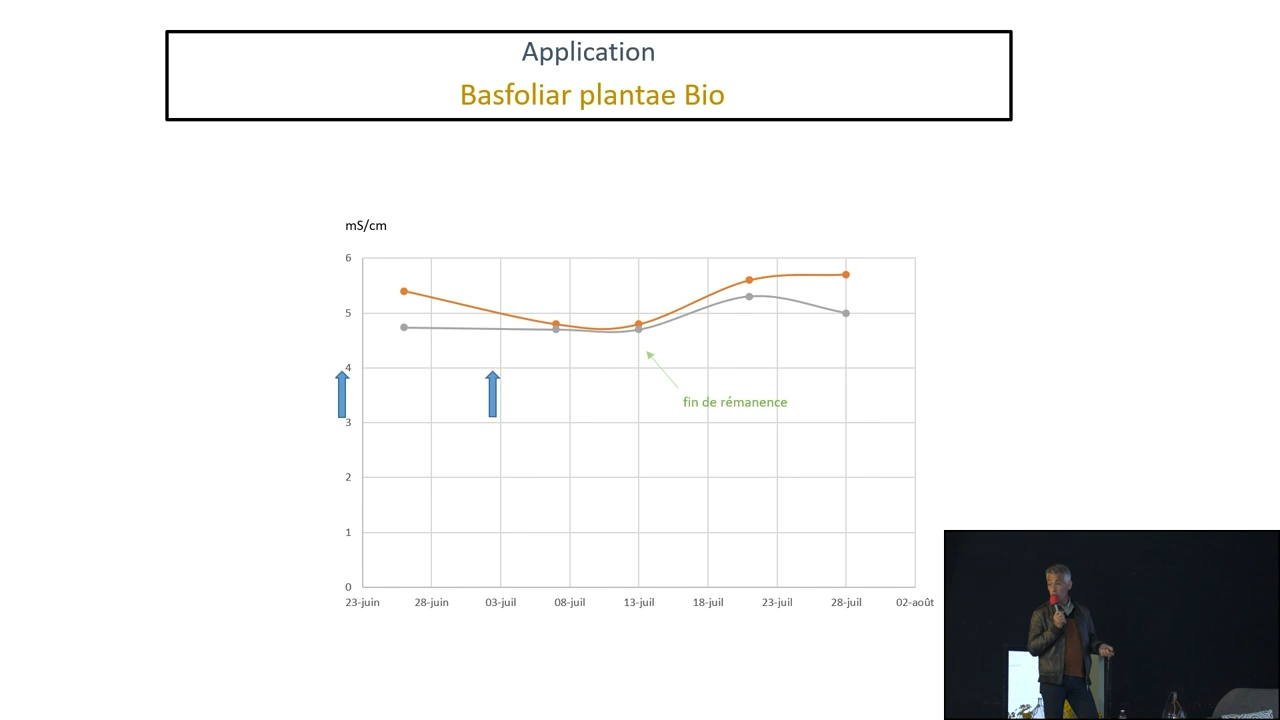 Application
Basfoliar plantae Bio
mS/cm
6
5
4
3
2
1
0
fin de rémanence
23-juin 28-juin 03-juil 08-juil 13-juil 18-juil 23-juil 28-juil 02-août